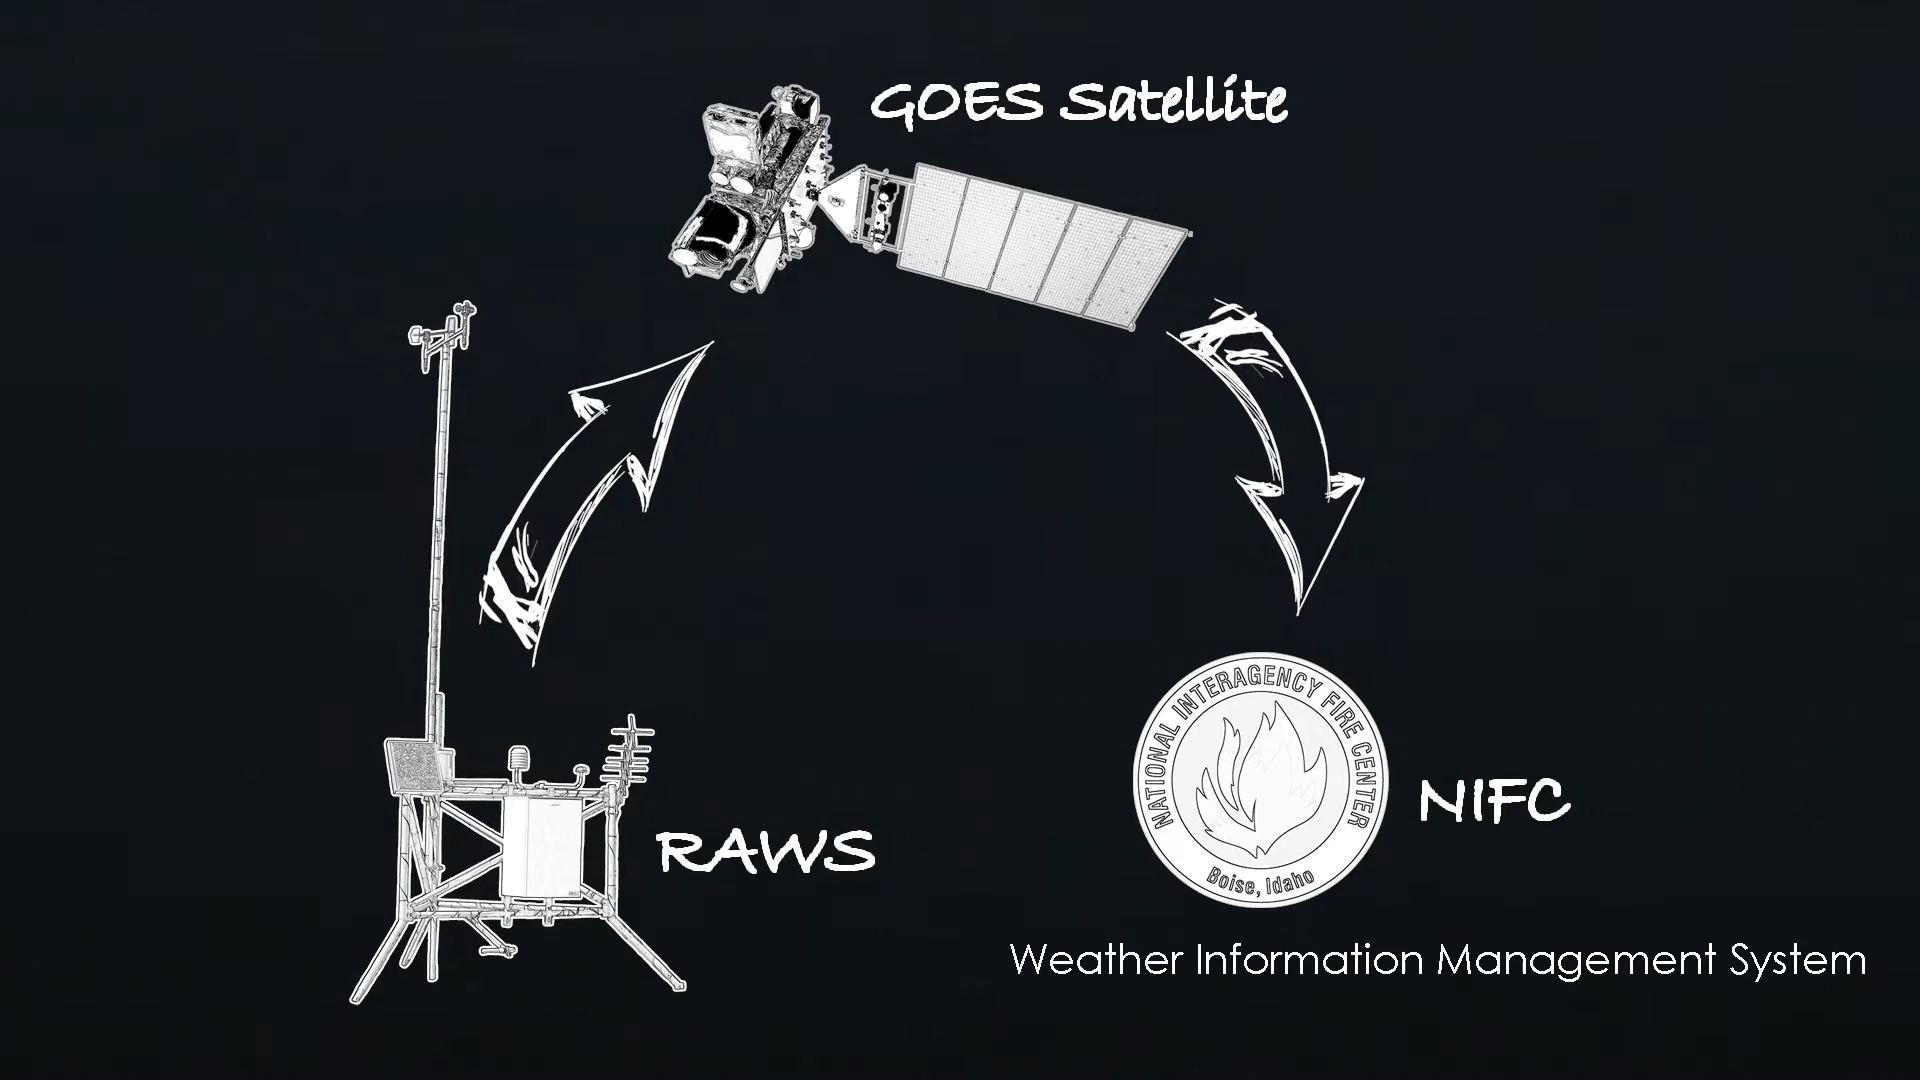 GOES Satellite
RAWS
NATIONAL INTERAGENCY FIRE CENTER
Boise, Idaho
NIFC
Weather Information Management System